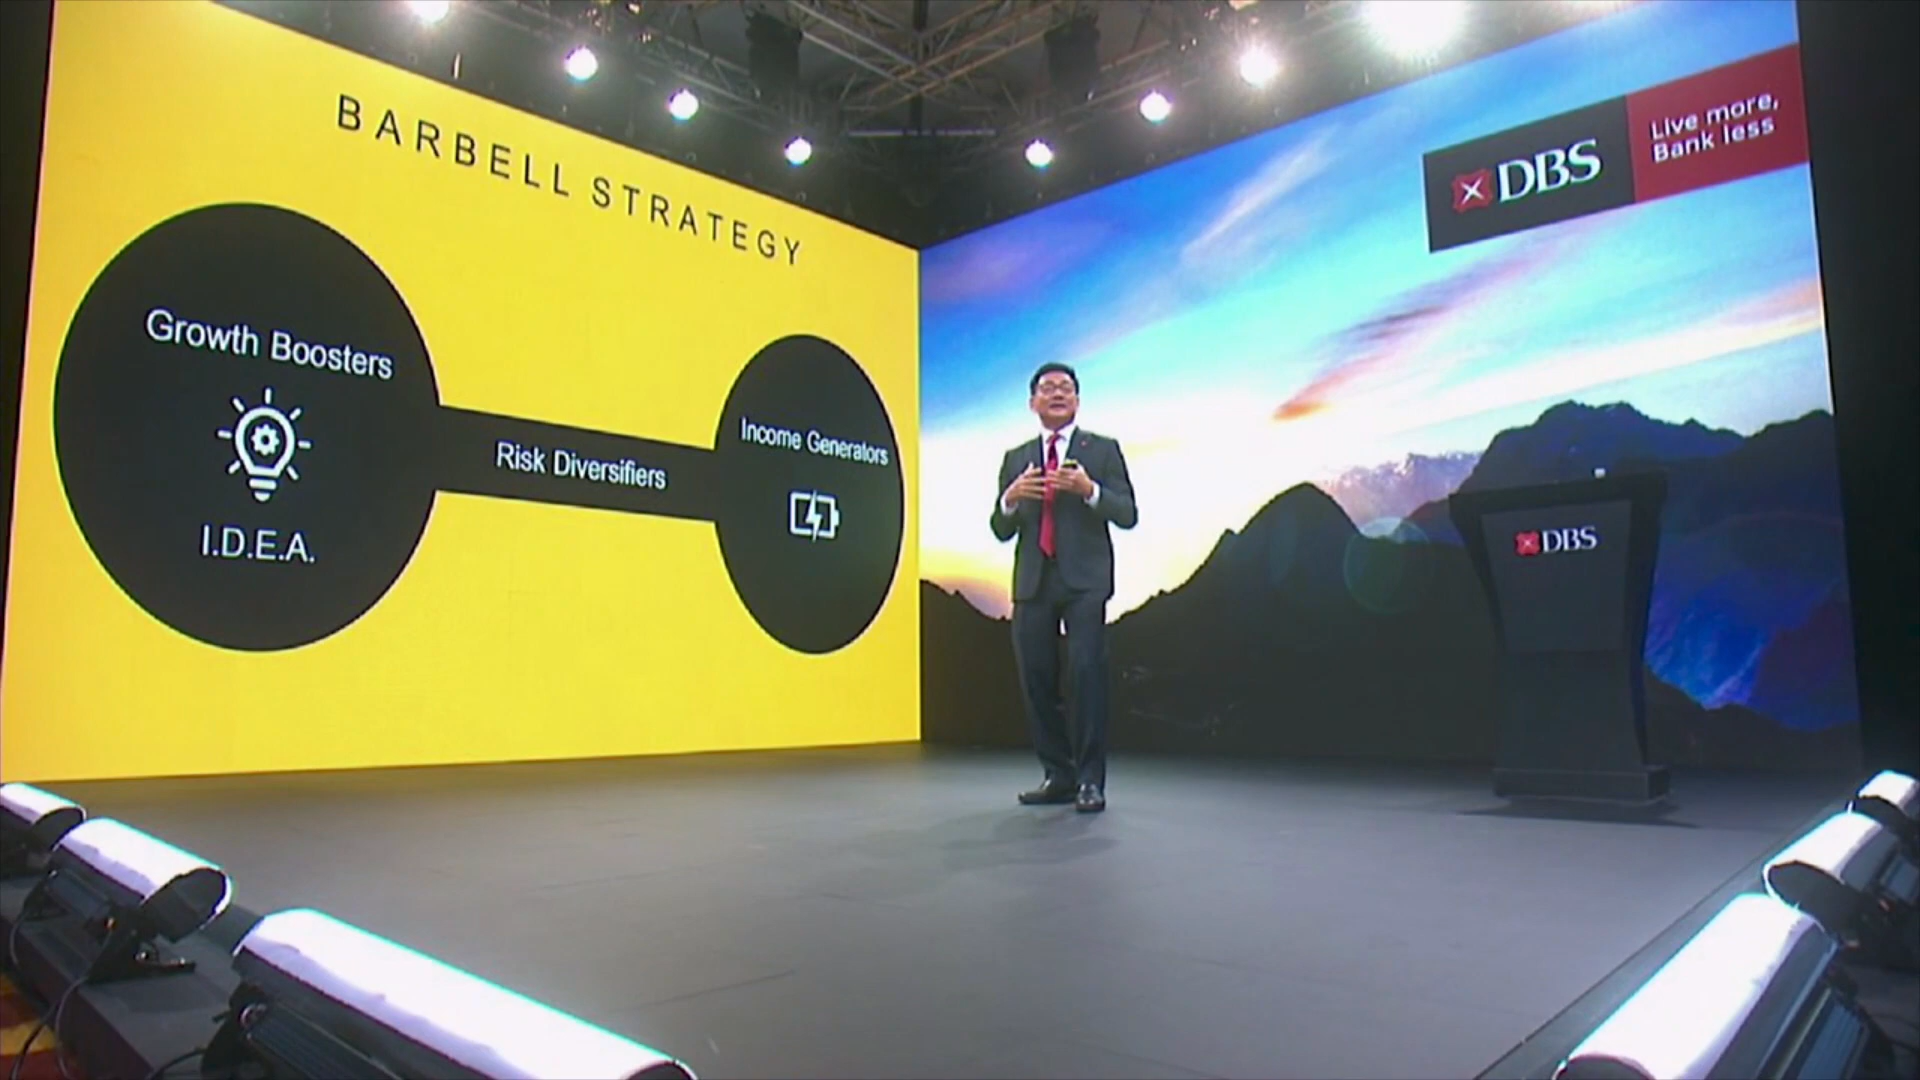 BARBELL STRATEGY
Growth Boosters
I.D.E.A.
Risk Diversifiers
Income Generators
DBS
Live more,
Bank less
DBS